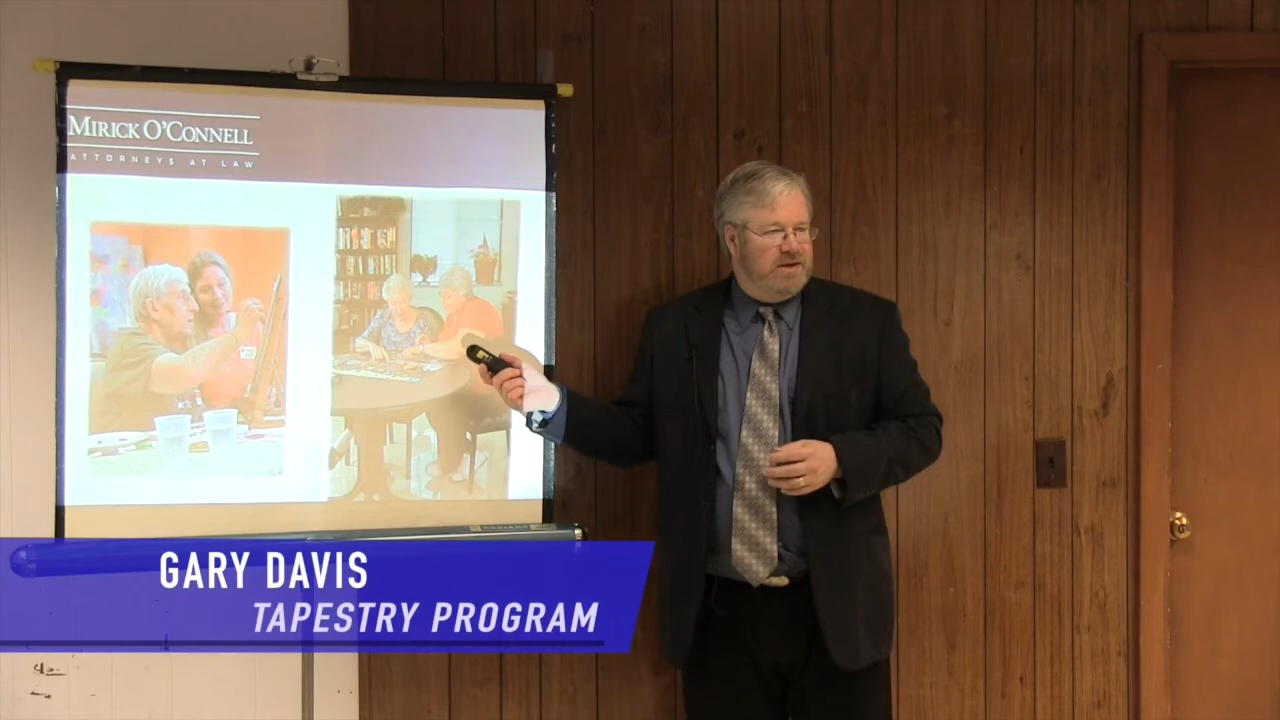 MIRICK O'CONNELL
ATTORNEYS AT LAW
GARY DAVIS
TAPESTRY PROGRAM